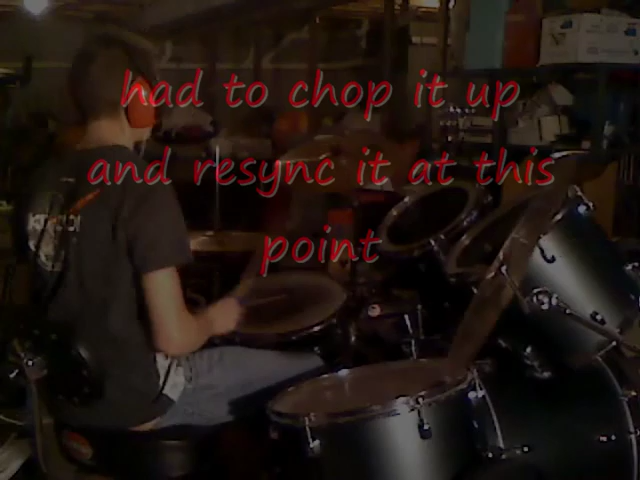 had to chop it up
and resync it at this
point